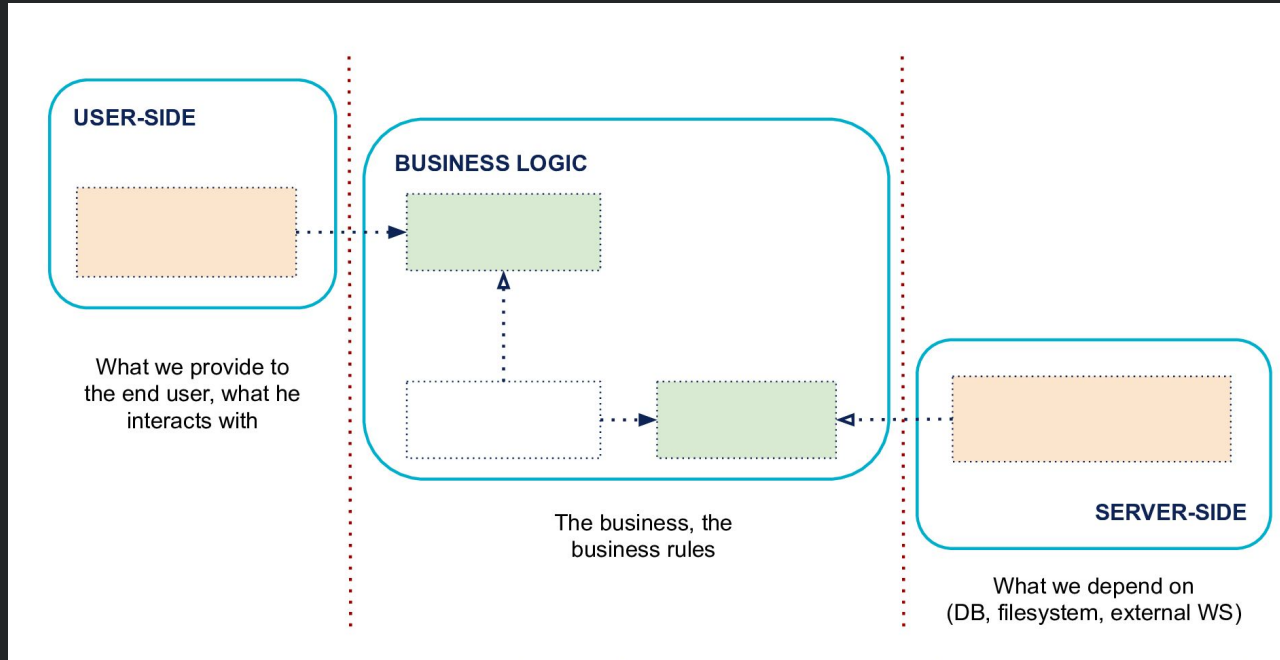 USER-SIDE
What we provide to
the end user, what he
interacts with
BUSINESS LOGIC
The business, the
business rules
SERVER-SIDE
What we depend on
(DB, filesystem, external WS)